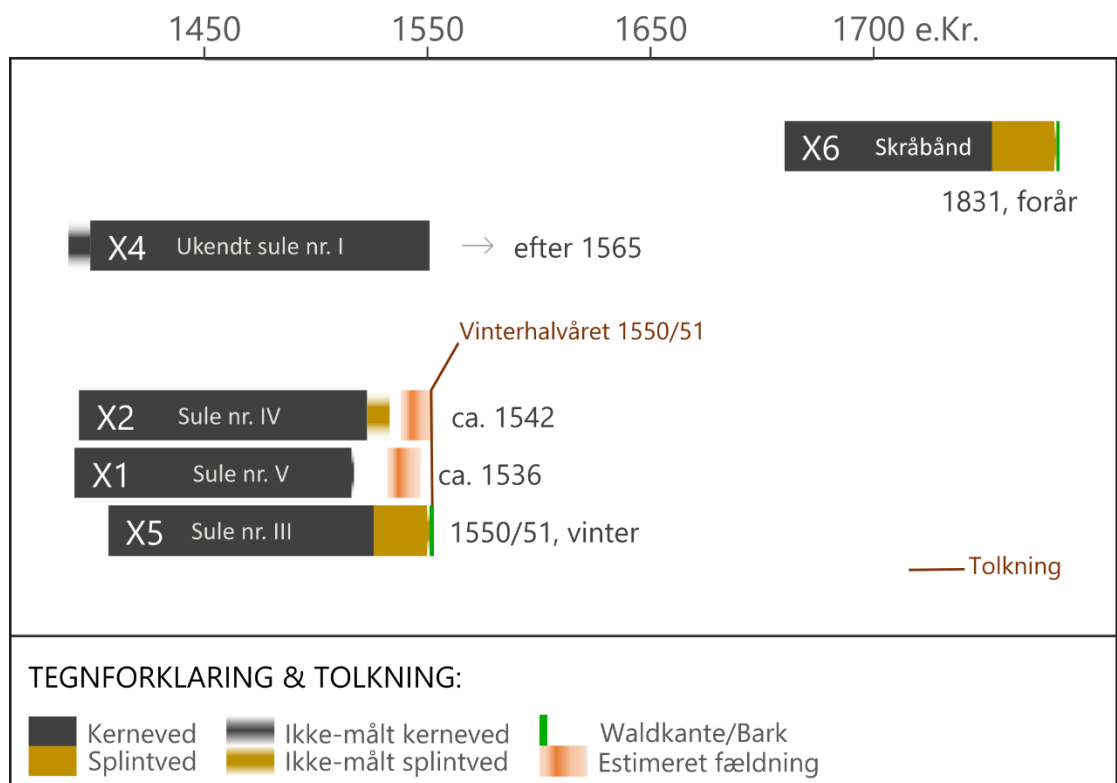 1450 1550 1650 1700 e.Kr.
X6 Skråbånd
1831, forår
X4 Ukendt sule nr. I → efter 1565
Vinterhalvåret 1550/51
X2 Sule nr. IV ca. 1542
X1 Sule nr. V ca. 1536
X5 Sule nr. III 1550/51, vinter
Tolkning
TEGNFORKLARING & TOLKNING:
Kerneved Ikke-målt kerneved Waldkante/Bark
Splintved Ikke-målt splintved Estimeret fældning